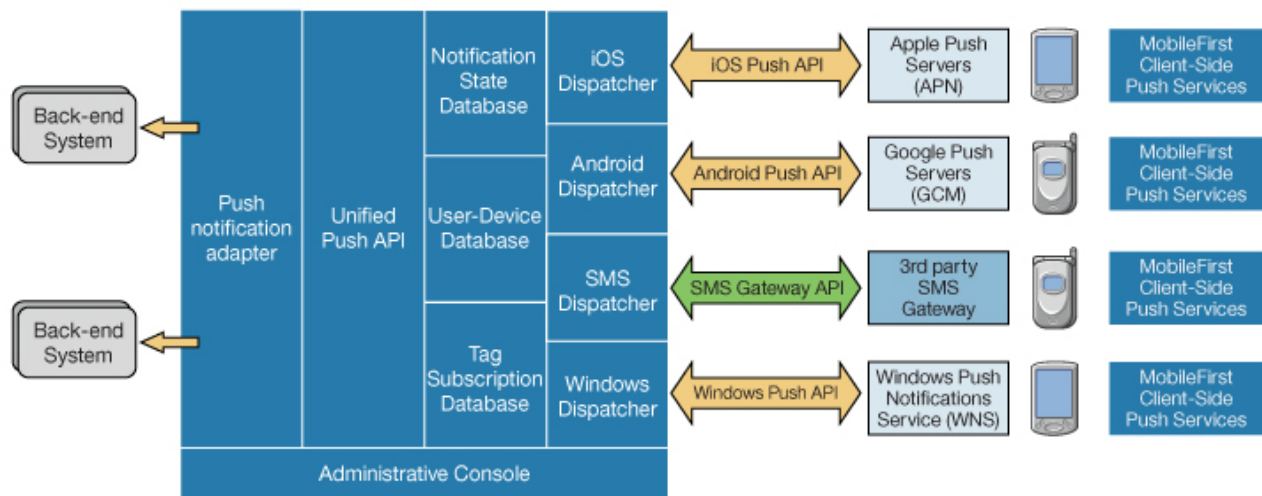 Back-end
System
Back-end
System
Push
notification
adapter
Unified
Push API
Notification
State
Database
User-Device
Database
Tag
Subscription
Database
iOS
Dispatcher
Android
Dispatcher
SMS
Dispatcher
Windows
Dispatcher
Administrative Console
iOS Push API
Apple Push
Servers
(APN)
MobileFirst
Client-Side
Push Services
Android Push API
Google Push
Servers
(GCM)
MobileFirst
Client-Side
Push Services
SMS Gateway API
3rd party
SMS
Gateway
MobileFirst
Client-Side
Push Services
Windows Push API
Windows Push
Notifications
Service (WNS)
MobileFirst
Client-Side
Push Services